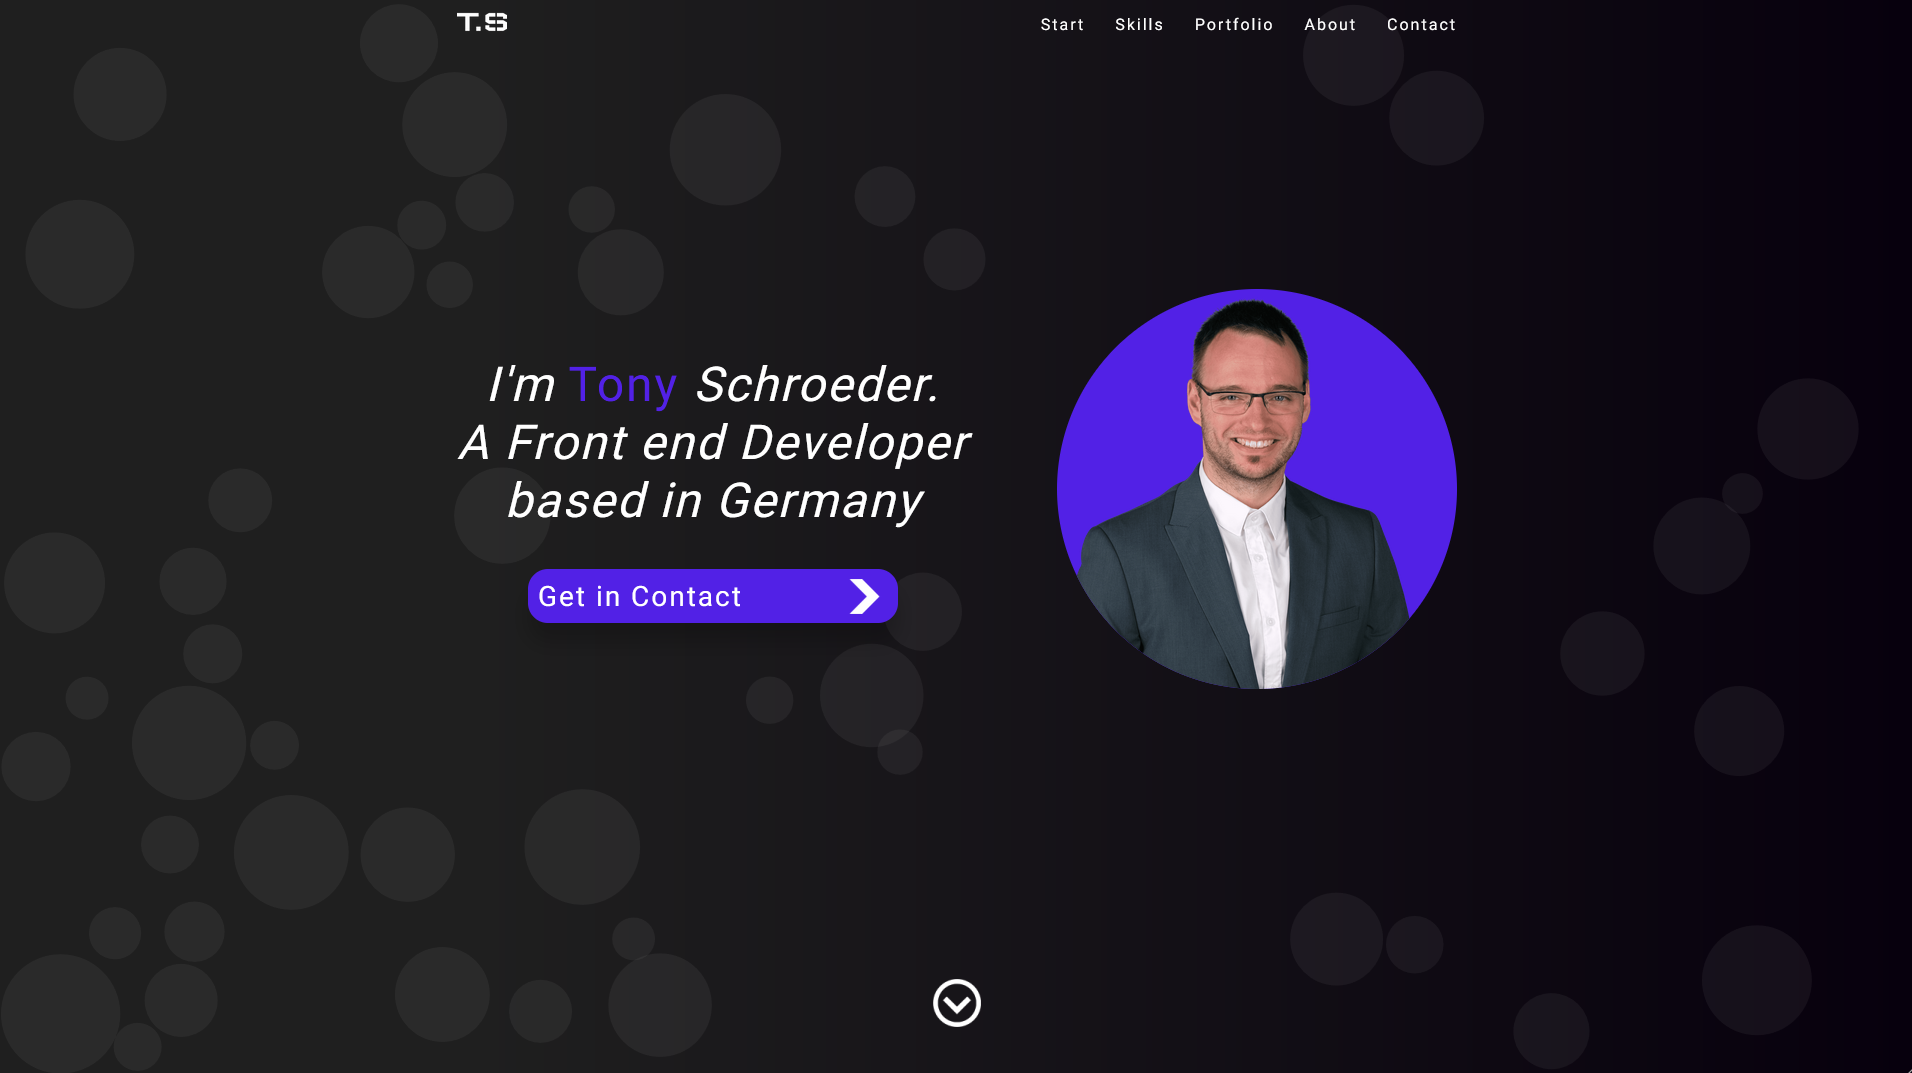 T.S
Start Skills Portfolio About Contact
I'm Tony Schroeder.
A Front end Developer
based in Germany
Get in Contact